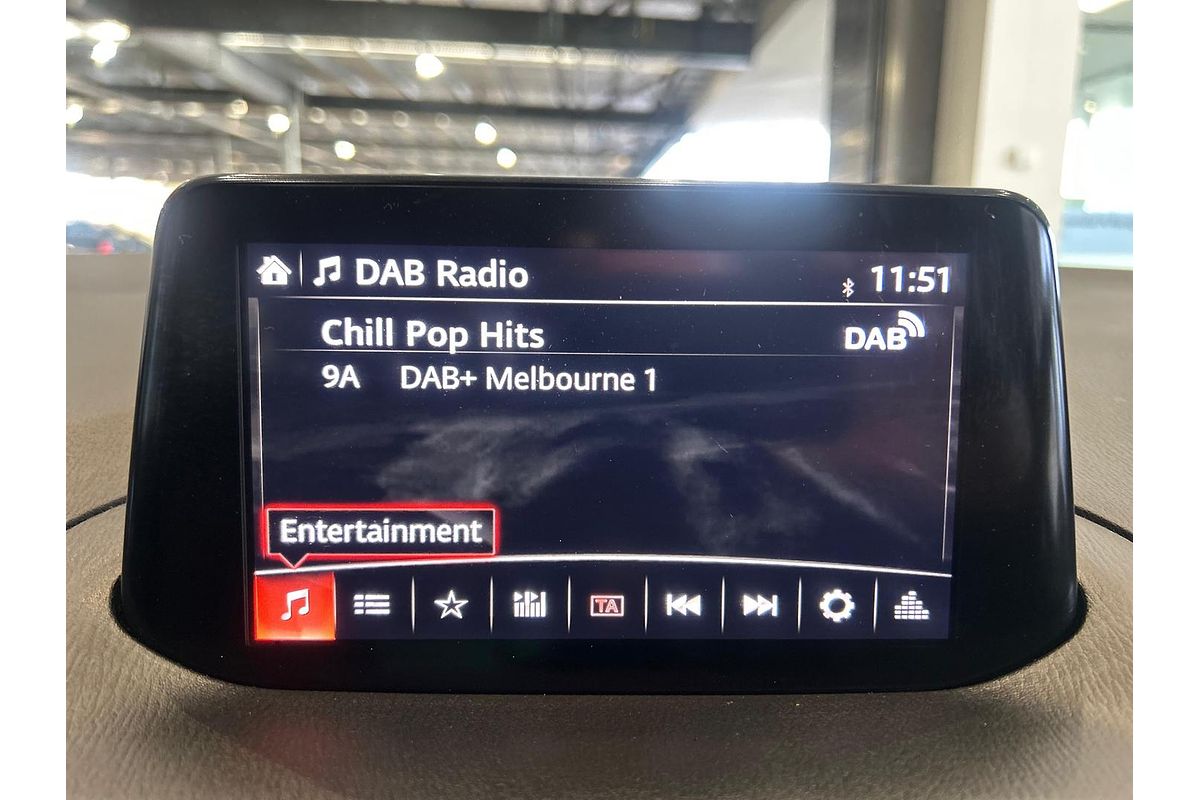 DAB Radio 11:51
Chill Pop Hits DAB
9A DAB+ Melbourne 1
Entertainment
TA